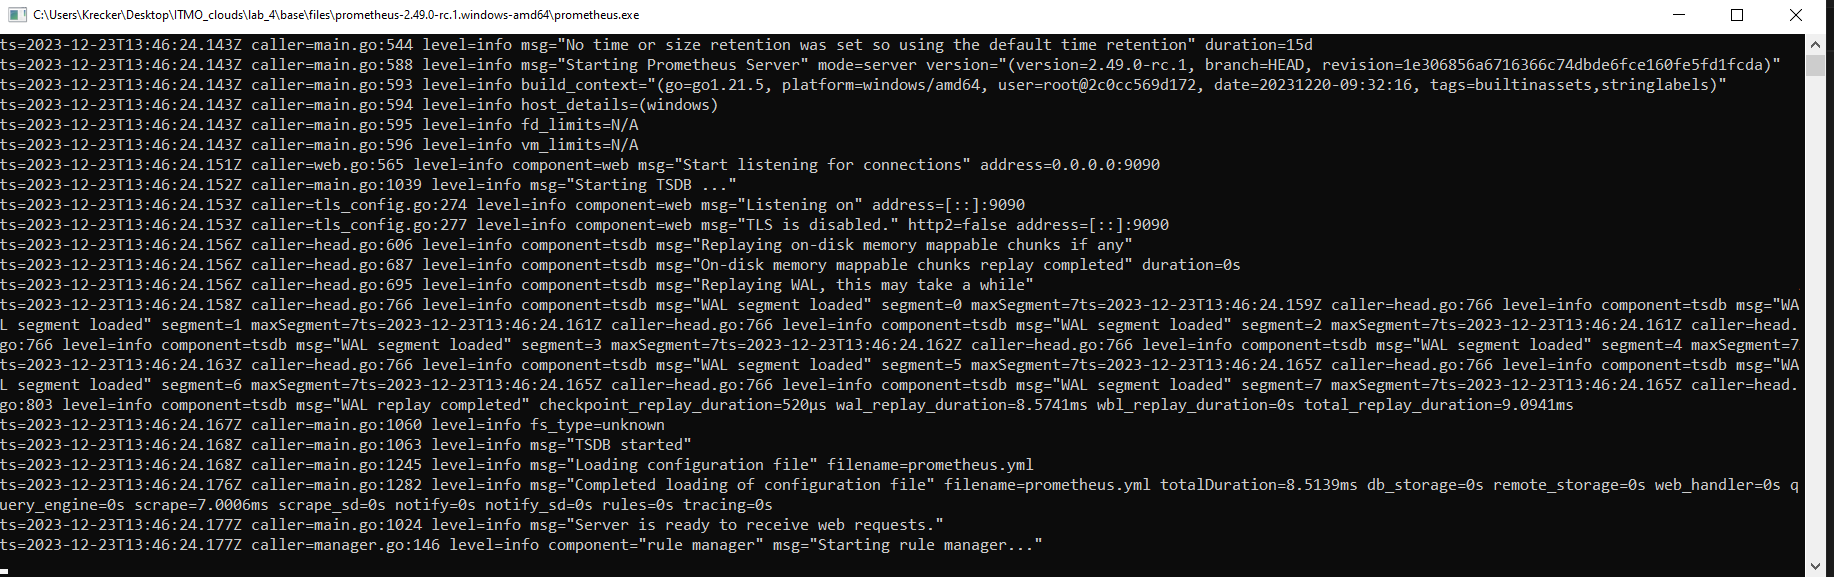 C:\Users\Krecker\Desktop\ITMO_clouds\lab_4\base\files\prometheus-2.49.0-rc.1.windows-amd64\prometheus.exe
ts=2023-12-23T13:46:24.143Z caller=main.go:544 level=info msg="No time or size retention was set so using the default time retention" duration=15d
ts=2023-12-23T13:46:24.143Z caller=main.go:588 level=info msg="Starting Prometheus Server" mode=server version="(version=2.49.0-rc.1, branch=HEAD, revision=1e306856a6716366c74dbde6fce160fe5fd1fcda)"
ts=2023-12-23T13:46:24.143Z caller=main.go:593 level=info build_context="(go=go1.21.5, platform=windows/amd64, user=root@2c0cc569d172, date=20231220-09:32:16, tags=builtinassets,stringlabels)"
ts=2023-12-23T13:46:24.143Z caller=main.go:594 level=info host_details=(windows)
ts=2023-12-23T13:46:24.143Z caller=main.go:595 level=info fd_limits=N/A
ts=2023-12-23T13:46:24.143Z caller=main.go:596 level=info vm_limits=N/A
ts=2023-12-23T13:46:24.151Z caller=web.go:565 level=info component=web msg="Start listening for connections" address=0.0.0.0:9090
ts=2023-12-23T13:46:24.152Z caller=main.go:1039 level=info msg="Starting TSDB ..."
ts=2023-12-23T13:46:24.153Z caller=tls_config.go:274 level=info component=web msg="Listening on" address=[::]:9090
ts=2023-12-23T13:46:24.153Z caller=tls_config.go:277 level=info component=web msg="TLS is disabled." http2=false address=[::]:9090
ts=2023-12-23T13:46:24.156Z caller=head.go:606 level=info component=tsdb msg="Replaying on-disk memory mappable chunks if any"
ts=2023-12-23T13:46:24.156Z caller=head.go:687 level=info component=tsdb msg="On-disk memory mappable chunks replay completed" duration=0s
ts=2023-12-23T13:46:24.156Z caller=head.go:695 level=info component=tsdb msg="Replaying WAL, this may take a while"
ts=2023-12-23T13:46:24.158Z caller=head.go:766 level=info component=tsdb msg="WAL segment loaded" segment=0 maxSegment=7ts=2023-12-23T13:46:24.159Z caller=head.go:766 level=info component=tsdb msg="WA
L segment loaded" segment=1 maxSegment=7ts=2023-12-23T13:46:24.161Z caller=head.go:766 level=info component=tsdb msg="WAL segment loaded" segment=2 maxSegment=7ts=2023-12-23T13:46:24.161Z caller=head.
go:766 level=info component=tsdb msg="WAL segment loaded" segment=3 maxSegment=7ts=2023-12-23T13:46:24.162Z caller=head.go:766 level=info component=tsdb msg="WAL segment loaded" segment=4 maxSegment=7
ts=2023-12-23T13:46:24.163Z caller=head.go:766 level=info component=tsdb msg="WAL segment loaded" segment=5 maxSegment=7ts=2023-12-23T13:46:24.165Z caller=head.go:766 level=info component=tsdb msg="WA
L segment loaded" segment=6 maxSegment=7ts=2023-12-23T13:46:24.165Z caller=head.go:766 level=info component=tsdb msg="WAL segment loaded" segment=7 maxSegment=7ts=2023-12-23T13:46:24.165Z caller=head.
go:803 level=info component=tsdb msg="WAL replay completed" checkpoint_replay_duration=520µs wal_replay_duration=8.5741ms wbl_replay_duration=0s total_replay_duration=9.0941ms
ts=2023-12-23T13:46:24.167Z caller=main.go:1060 level=info fs_type=unknown
ts=2023-12-23T13:46:24.168Z caller=main.go:1063 level=info msg="TSDB started"
ts=2023-12-23T13:46:24.168Z caller=main.go:1245 level=info msg="Loading configuration file" filename=prometheus.yml
ts=2023-12-23T13:46:24.176Z caller=main.go:1282 level=info msg="Completed loading of configuration file" filename=prometheus.yml totalDuration=8.5139ms db_storage=0s remote_storage=0s web_handler=0s q
uery_engine=0s scrape=7.0006ms scrape_sd=0s notify=0s notify_sd=0s rules=0s tracing=0s
ts=2023-12-23T13:46:24.177Z caller=main.go:1024 level=info msg="Server is ready to receive web requests."
ts=2023-12-23T13:46:24.177Z caller=manager.go:146 level=info component="rule manager" msg="Starting rule manager..."